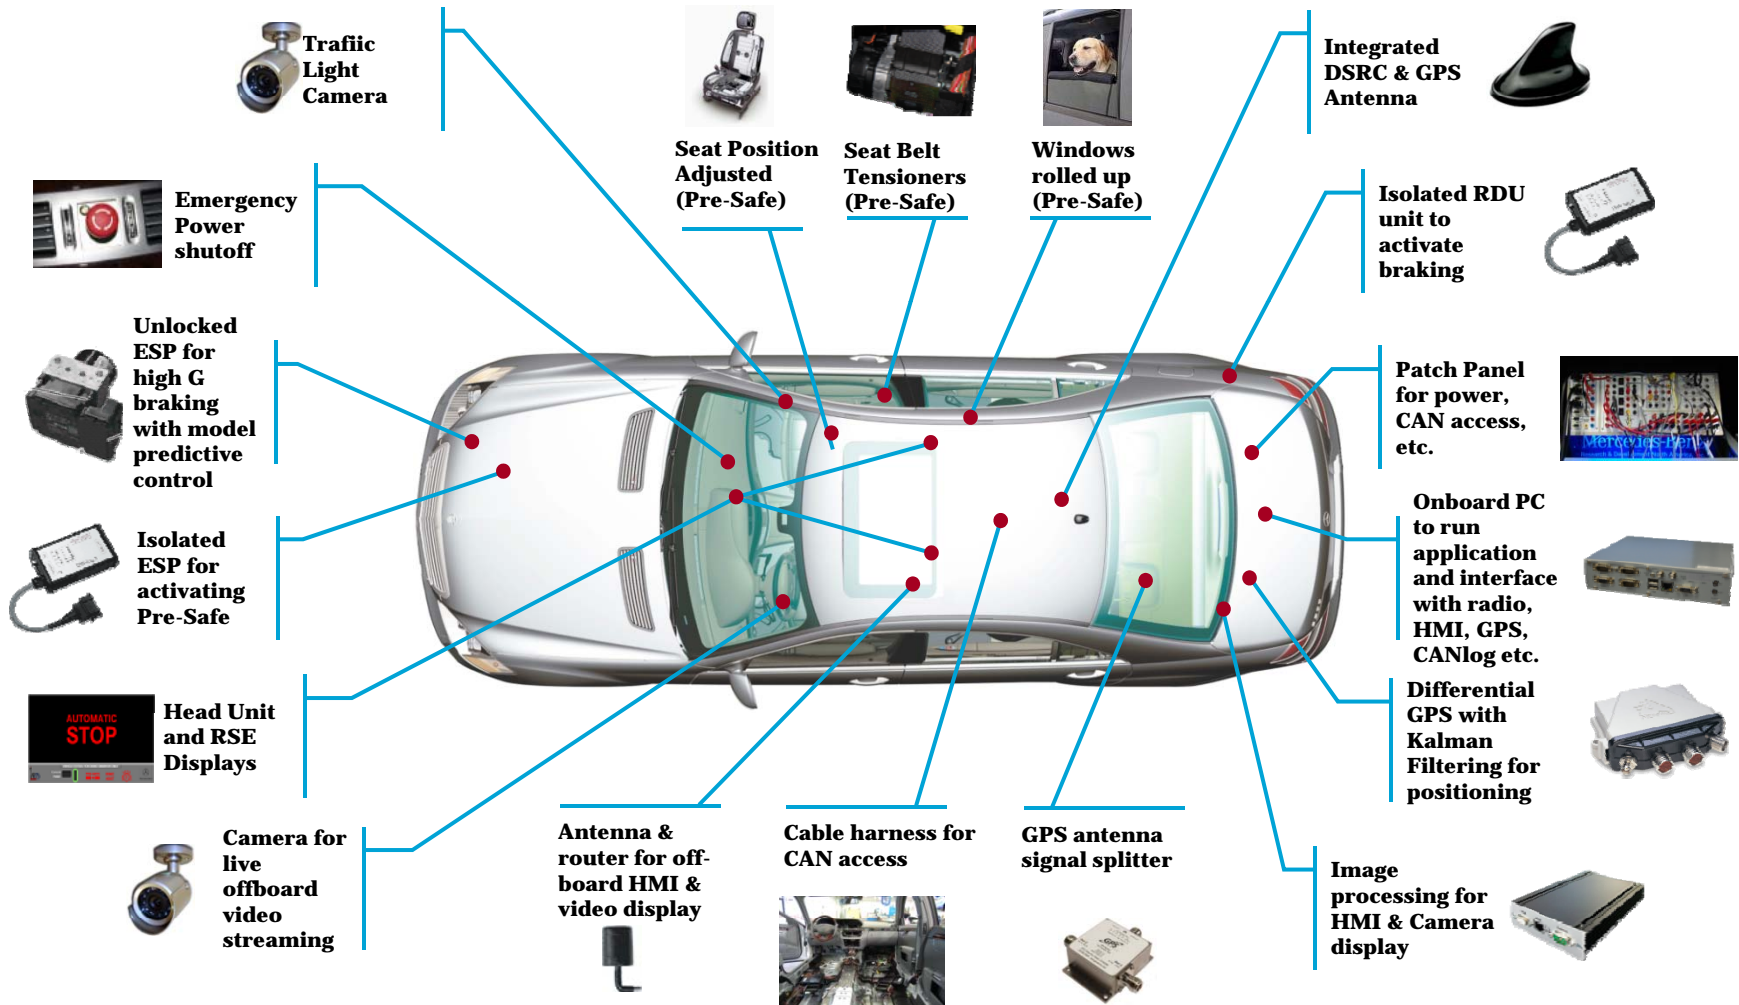 Trafiic
Light
Camera
Seat Position
Adjusted
(Pre-Safe)
Seat Belt
Tensioners
(Pre-Safe)
Windows
rolled up
(Pre-Safe)
Integrated
DSRC & GPS
Antenna
Emergency
Power
shutoff
Isolated RDU
unit to
activate
braking
Unlocked
ESP for
high G
braking
with model
predictive
control
Patch Panel
for power,
CAN access,
etc.
Mercedes-Ben
Isolated
ESP for
activating
Pre-Safe
Onboard PC
to run
application
and interface
with radio,
HMI, GPS,
CANlog etc.
AUTOMATIC
STOP
Head Unit
and RSE
Displays
Differential
GPS with
Kalman
Filtering for
positioning
Camera for
live
offboard
video
streaming
Antenna &
router for off-
board HMI &
video display
Cable harness for
CAN access
GPS antenna
signal splitter
GPS
Image
processing for
HMI & Camera
display